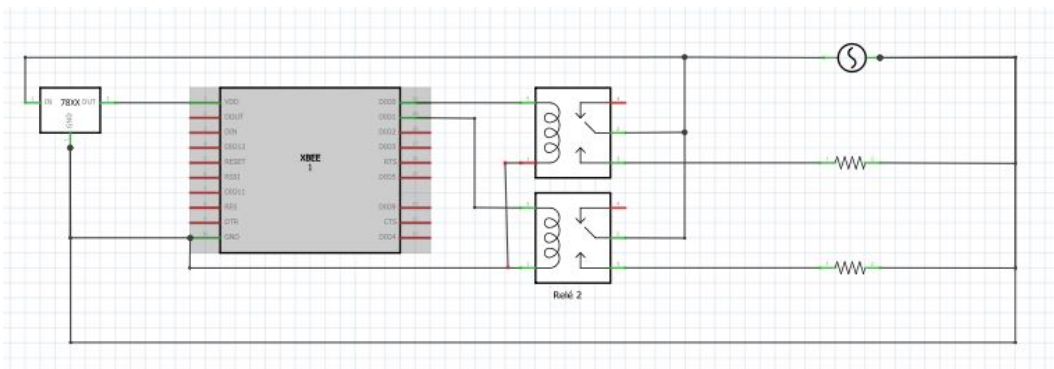 IN 78XX OUT
GND
VDD
DOUT
DIN
DIO12
RESET
RSSI
DIO11
RES
DTR
GND
XBEE
1
DIO0
DIO1
DIO2
DIO3
RTS
DIO5
DIO9
CTS
DIO4
Relé 2